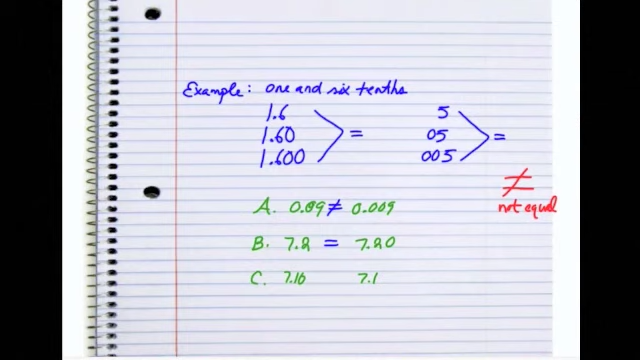 Example: one and six tenths
1.6 5
1.60 = 05 =
1.600 005
≠
not equal
A. 0.09 ≠ 0.009
B. 7.2 = 7.20
C. 7.10 7.1